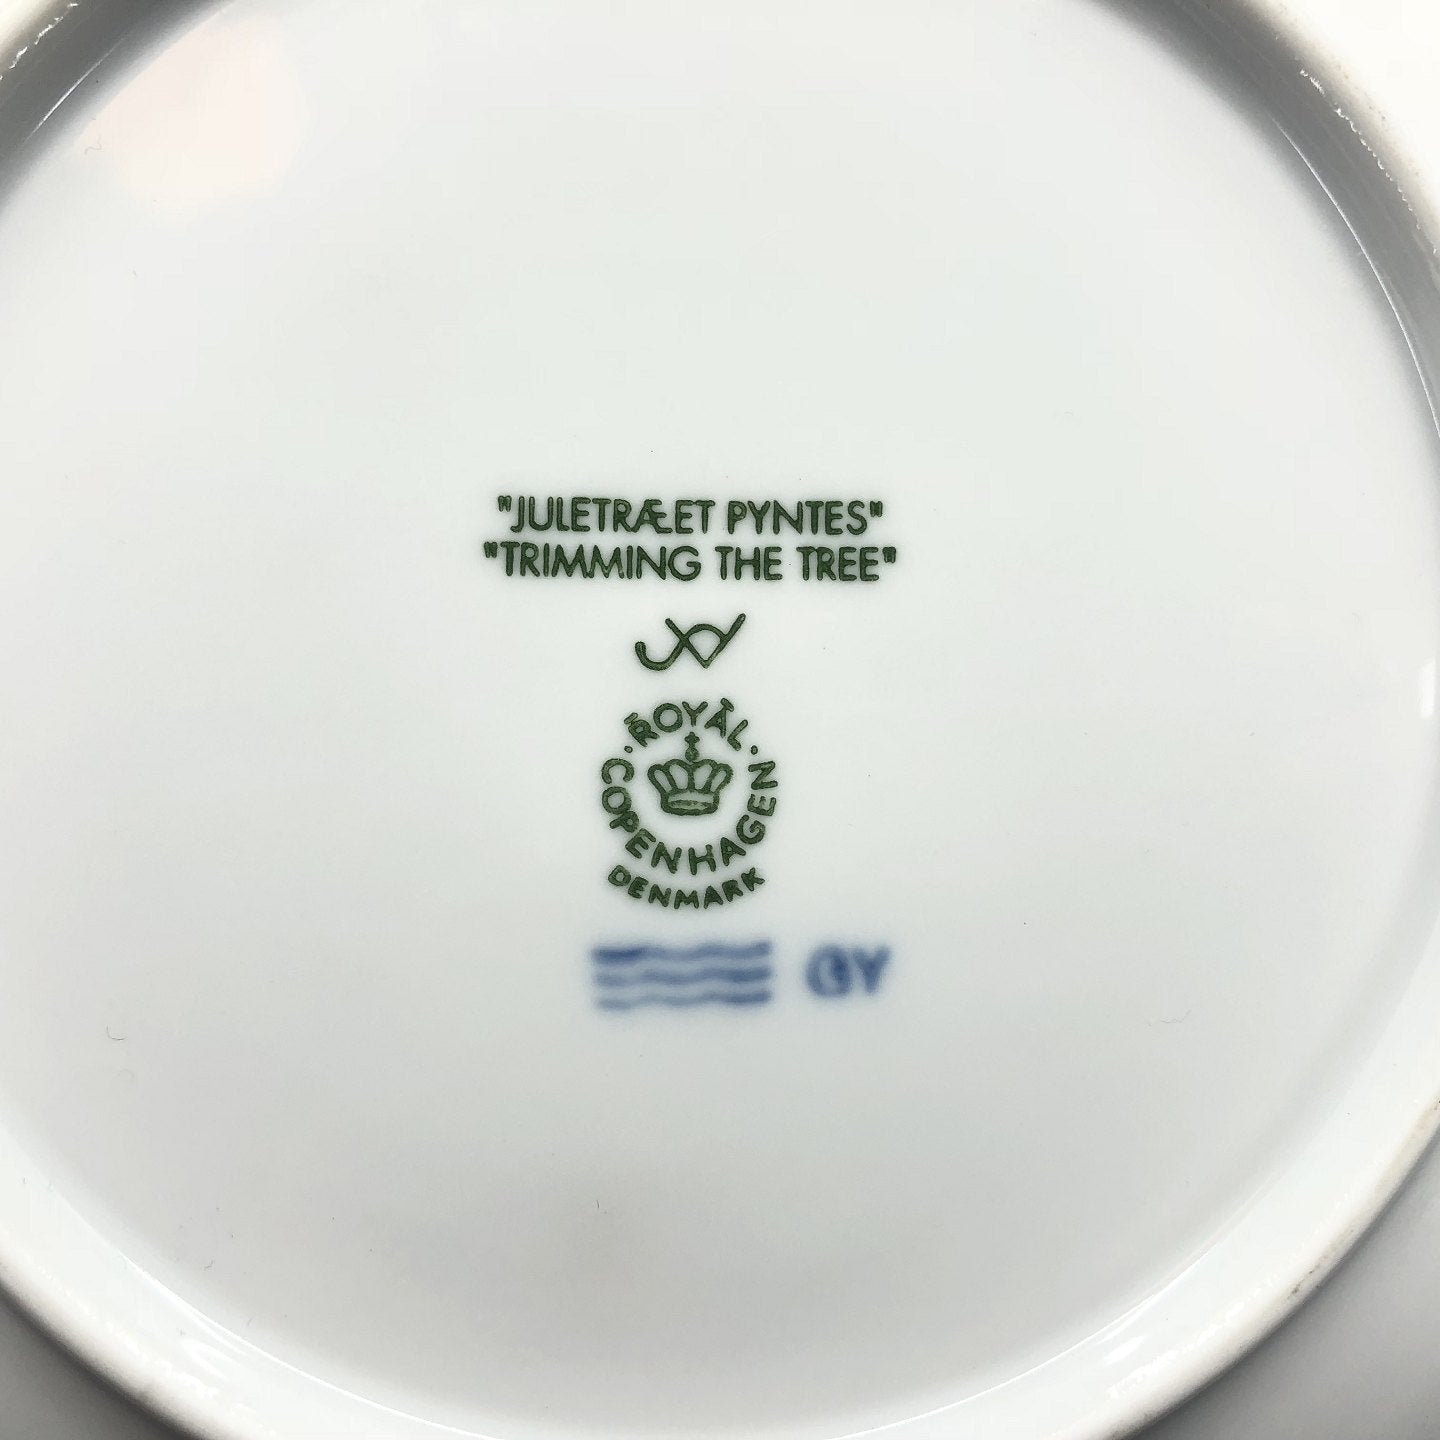 "JULETRÆET PYNTES"
"TRIMMING THE TREE"
ROYAL
COPENHAGEN
DENMARK